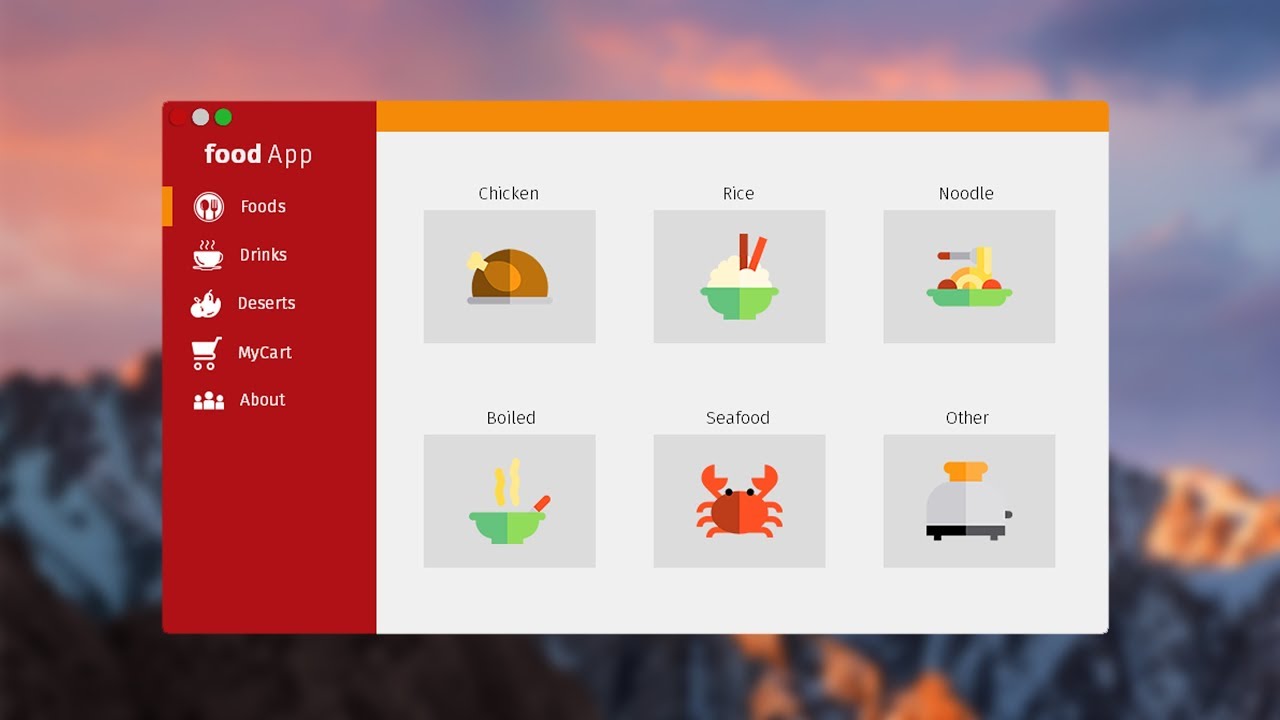 food App
Foods
Drinks
Deserts
MyCart
About
Chicken
Rice
Noodle
Boiled
Seafood
Other